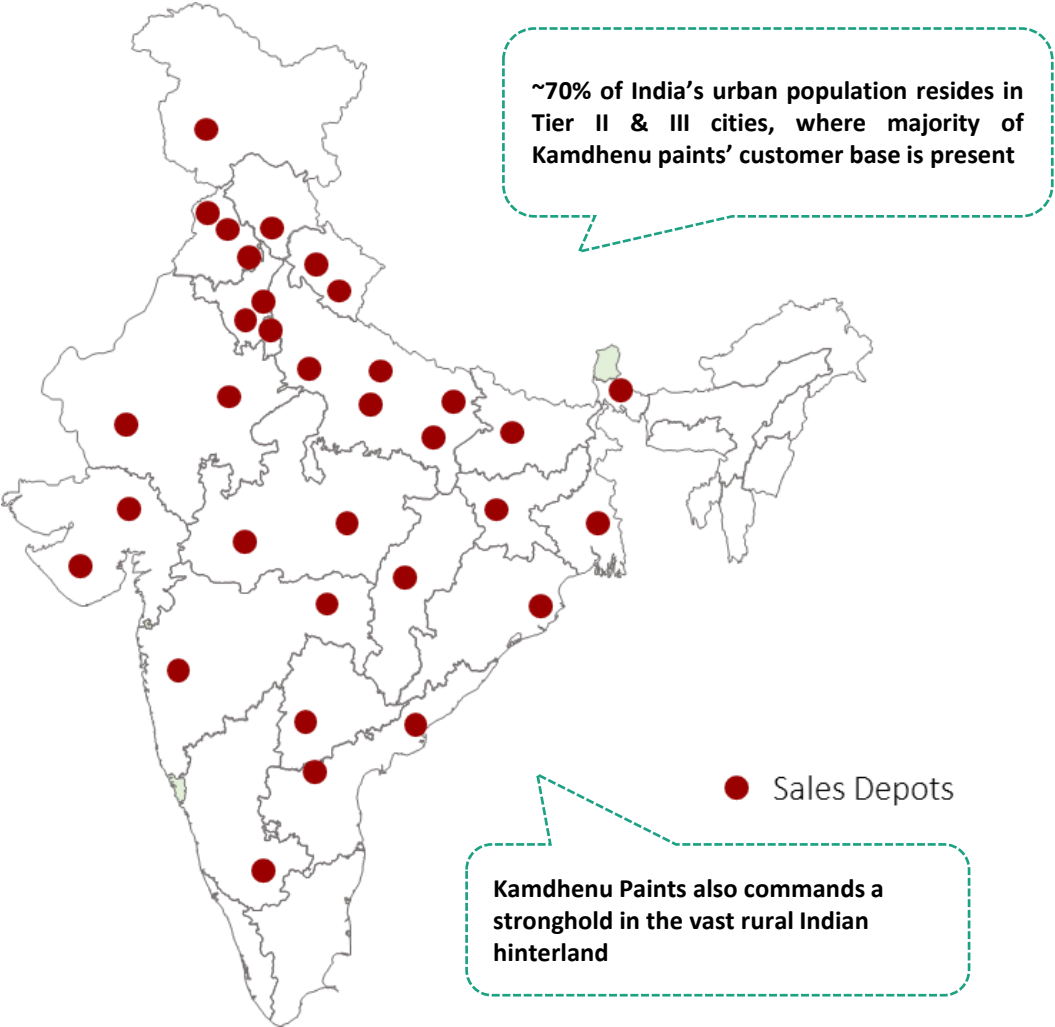 ~70% of India’s urban population resides in
Tier II & III cities, where majority of
Kamdhenu paints’ customer base is present
Sales Depots
Kamdhenu Paints also commands a
stronghold in the vast rural Indian
hinterland